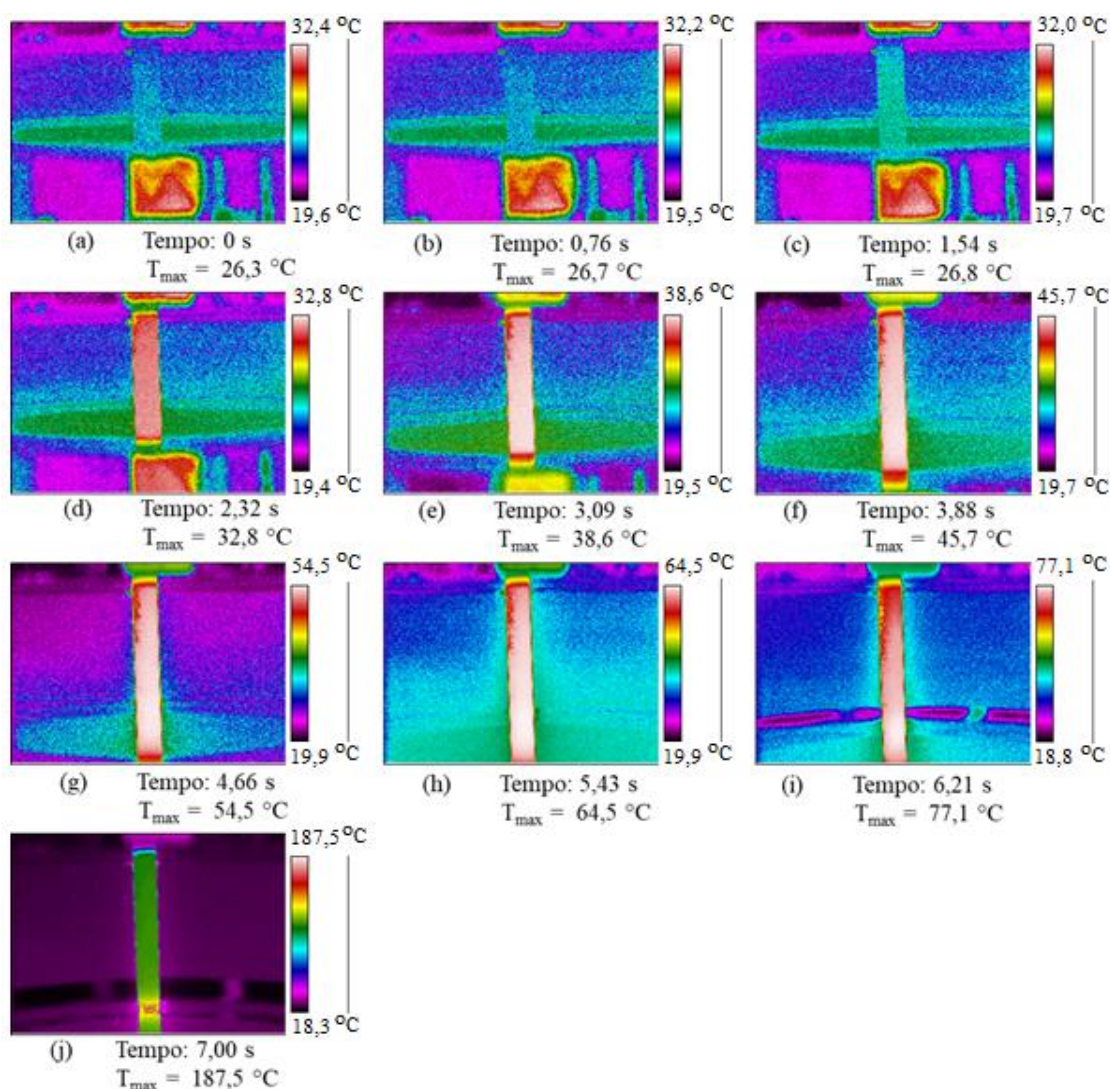 32,4 °C
19,6 °C
(a) Tempo: 0 s
Tmax = 26,3 °C
32,2 °C
19,5 °C
(b) Tempo: 0,76 s
Tmax = 26,7 °C
32,0 °C
19,7 °C
(c) Tempo: 1,54 s
Tmax = 26,8 °C
32,8 °C
19,4 °C
(d) Tempo: 2,32 s
Tmax = 32,8 °C
38,6 °C
19,5 °C
(e) Tempo: 3,09 s
Tmax = 38,6 °C
45,7 °C
19,7 °C
(f) Tempo: 3,88 s
Tmax = 45,7 °C
54,5 °C
19,9 °C
(g) Tempo: 4,66 s
Tmax = 54,5 °C
64,5 °C
19,9 °C
(h) Tempo: 5,43 s
Tmax = 64,5 °C
77,1 °C
18,8 °C
(i) Tempo: 6,21 s
Tmax = 77,1 °C
187,5 °C
18,3 °C
(j) Tempo: 7,00 s
Tmax = 187,5 °C